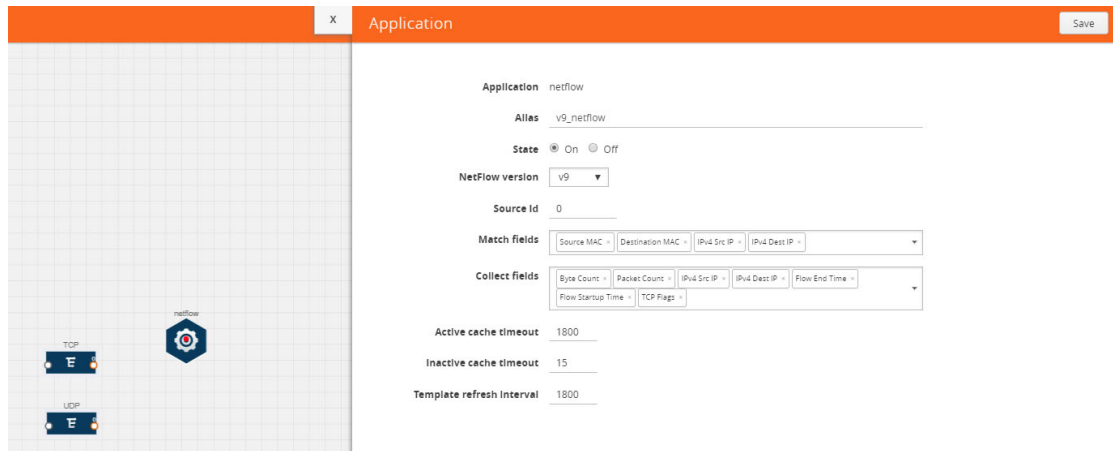 X Application Save
Application netflow
Alias v9_netflow
State On Off
NetFlow version v9
Source Id 0
Match fields Source MAC × Destination MAC × IPv4 Src IP × IPv4 Dest IP ×
Collect fields Byte Count × Packet Count × IPv4 Src IP × IPv4 Dest IP × Flow End Time ×
Flow Startup Time × TCP Flags ×
netflow
Active cache timeout 1800
TCP
Inactive cache timeout 15
Template refresh interval 1800
UDP